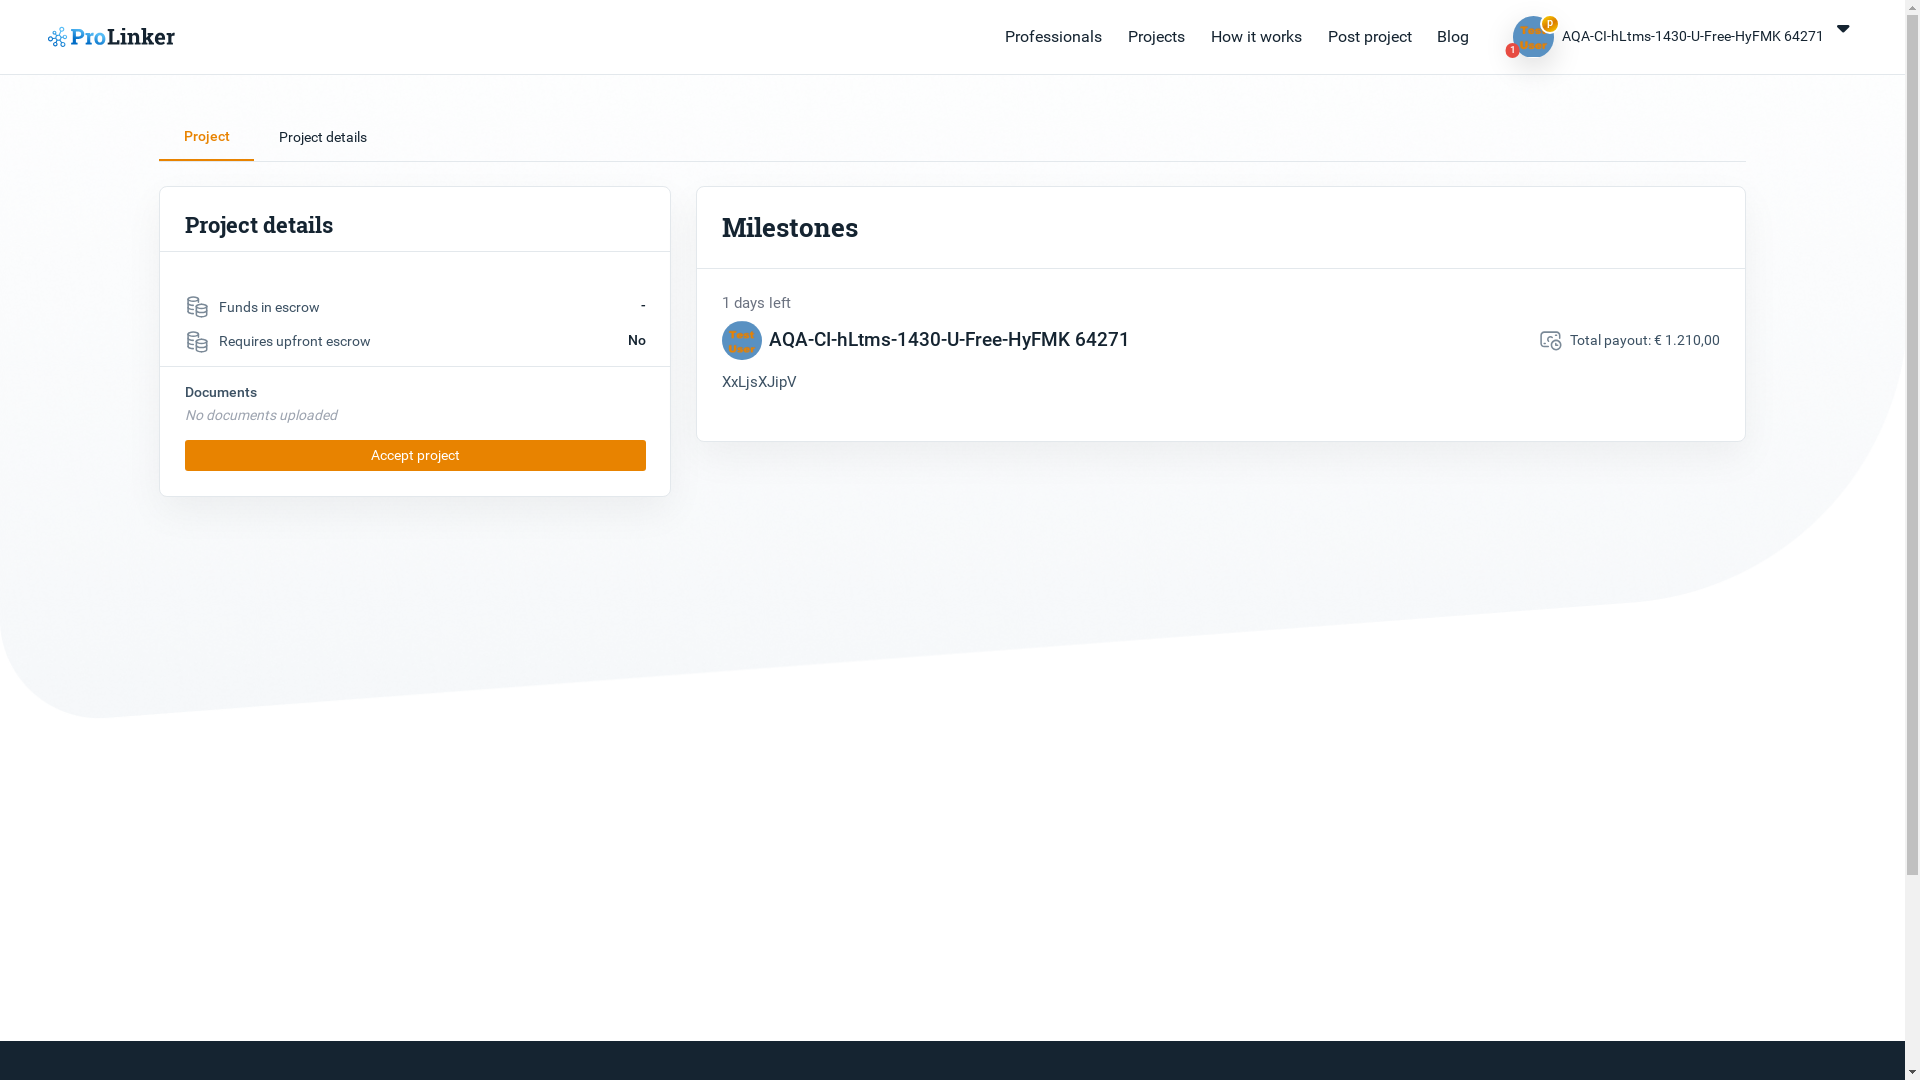 ProLinker
Professionals
Projects
How it works
Post project
Blog
Test
User
p
1
AQA-CI-hLtms-1430-U-Free-HyFMK 64271
Project
Project details
Project details
Funds in escrow
-
Requires upfront escrow
No
Documents
No documents uploaded
Accept project
Milestones
1 days left
Test
User
AQA-CI-hLtms-1430-U-Free-HyFMK 64271
Total payout: € 1.210,00
XxLjsXJipV